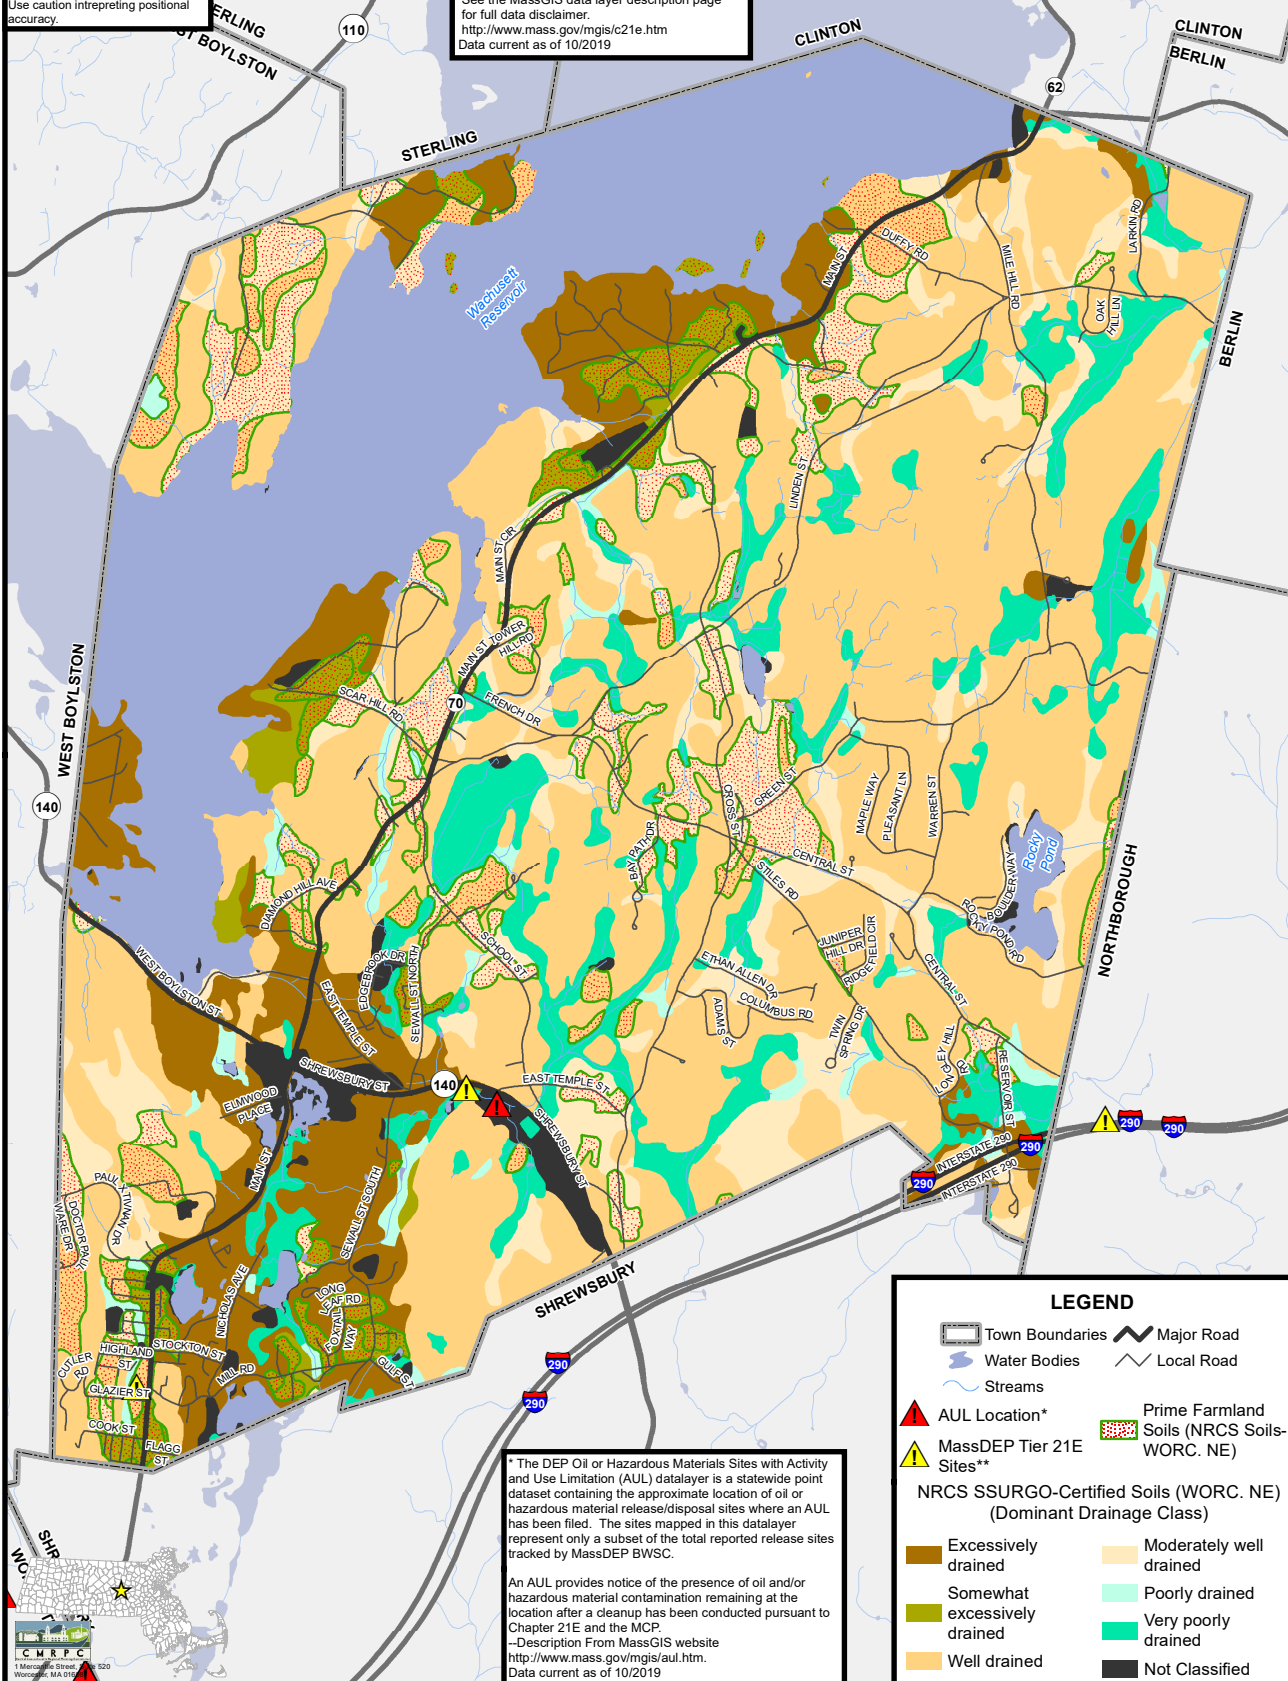 Use caution intrepreting positional
accuracy.
See the MassGIS data layer description page
for full data disclaimer.
http://www.mass.gov/mgis/c21e.htm
Data current as of 10/2019
110
BOYLSTON
STERLING
CLINTON
CLINTON
BERLIN
62
Wachusett
Reservoir
MAIN ST
DUFFY RD
MILE HILL RD
LARKIN RD
OAK
HILL LN
BERLIN
LINDEN ST
MAIN ST CIR
MAIN ST
TOWER
HILL RD
WEST BOYLSTON
SCAR HILL RD
70
FRENCH DR
140
CROSS ST
GREEN ST
MAPLE WAY
PLEASANT LN
WARREN ST
BAY PATH DR
CENTRAL ST
STILES RD
Rocky
Pond
BOULDER WAY
ROCKY POND RD
NORTHBOROUGH
DIAMOND HILL AVE
SCHOOL ST
EDGEBROOK DR
SEWALL ST NORTH
WEST BOYLSTON ST
EAST TEMPLE ST
JUNIPER
HILL DR
RIDGEFIELD CIR
CENTRAL ST
ETHAN ALLEN DR
COLUMBUS RD
ADAMS ST
TWIN
SPRING DR
LONGLEY HILL
RD
RESERVOIR ST
SHREWSBURY ST
140
EAST TEMPLE ST
SHREWSBURY ST
ELMWOOD
PLACE
MAIN ST
SEWALL ST SOUTH
INTERSTATE 290
INTERSTATE 290
290
290
290
290
PAUL X TIVNAN DR
DOCTOR PAUL
WARE DR
NICHOLAS AVE
LONG
LEAF RD
FOXTAIL
WAY
SHREWSBURY
HIGHLAND
ST
STOCKTON ST
CUTLER
RD
MILL RD
GULF ST
GLAZIER ST
COOK ST
FLAGG
ST
290
290
LEGEND
Town Boundaries
Major Road
Water Bodies
Local Road
Streams
AUL Location*
Prime Farmland
Soils (NRCS Soils-
WORC. NE)
MassDEP Tier 21E
Sites**
NRCS SSURGO-Certified Soils (WORC. NE)
(Dominant Drainage Class)
Excessively
drained
Somewhat
excessively
drained
Well drained
Moderately well
drained
Poorly drained
Very poorly
drained
Not Classified
* The DEP Oil or Hazardous Materials Sites with Activity
and Use Limitation (AUL) datalayer is a statewide point
dataset containing the approximate location of oil or
hazardous material release/disposal sites where an AUL
has been filed. The sites mapped in this datalayer
represent only a subset of the total reported release sites
tracked by MassDEP BWSC.
An AUL provides notice of the presence of oil and/or
hazardous material contamination remaining at the
location after a cleanup has been conducted pursuant to
Chapter 21E and the MCP.
--Description From MassGIS website
http://www.mass.gov/mgis/aul.htm.
Data current as of 10/2019
CMRPC
1 Mercantile Street,
520
Worcester, MA